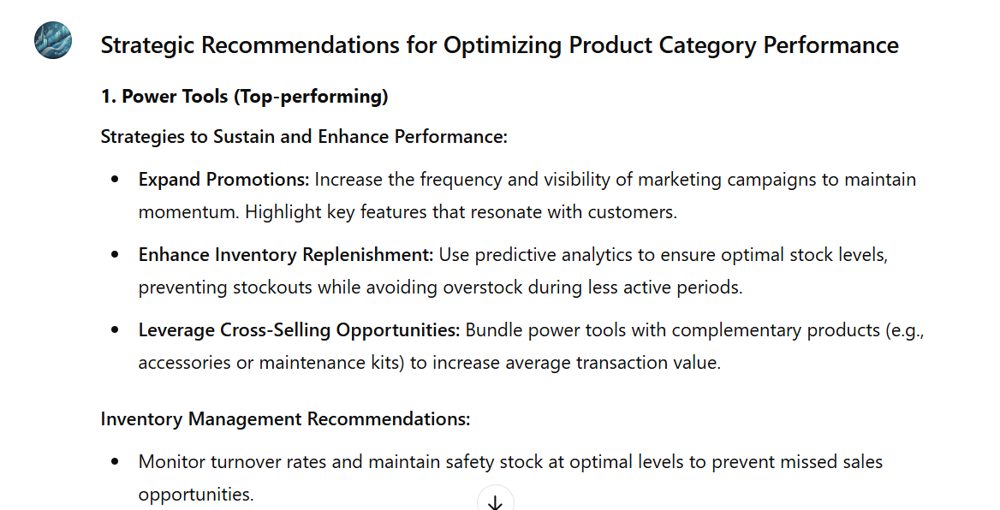 Strategic Recommendations for Optimizing Product Category Performance
1. Power Tools (Top-performing)
Strategies to Sustain and Enhance Performance:
• Expand Promotions: Increase the frequency and visibility of marketing campaigns to maintain
momentum. Highlight key features that resonate with customers.
• Enhance Inventory Replenishment: Use predictive analytics to ensure optimal stock levels,
preventing stockouts while avoiding overstock during less active periods.
• Leverage Cross-Selling Opportunities: Bundle power tools with complementary products (e.g.,
accessories or maintenance kits) to increase average transaction value.
Inventory Management Recommendations:
• Monitor turnover rates and maintain safety stock at optimal levels to prevent missed sales
opportunities.